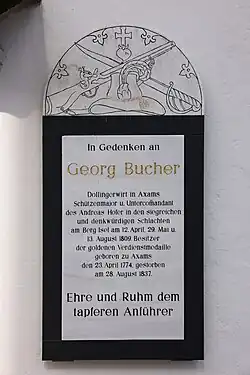 In Gedenken an
Georg Bucher
Dollingerwirt in Axams
Schützenmajor u. Untercomandant
des Andreas Hofer in den siegreichen
und denkwürdigen Schlachten
am Berg Isel am 12. April, 29. Mai u.
13. August 1809. Besitzer
der goldenen Verdienstmedaille
geboren zu Axams
den 23. April 1774, gestorben
am 28. August 1837.
Ehre und Ruhm dem
tapferen Anführer